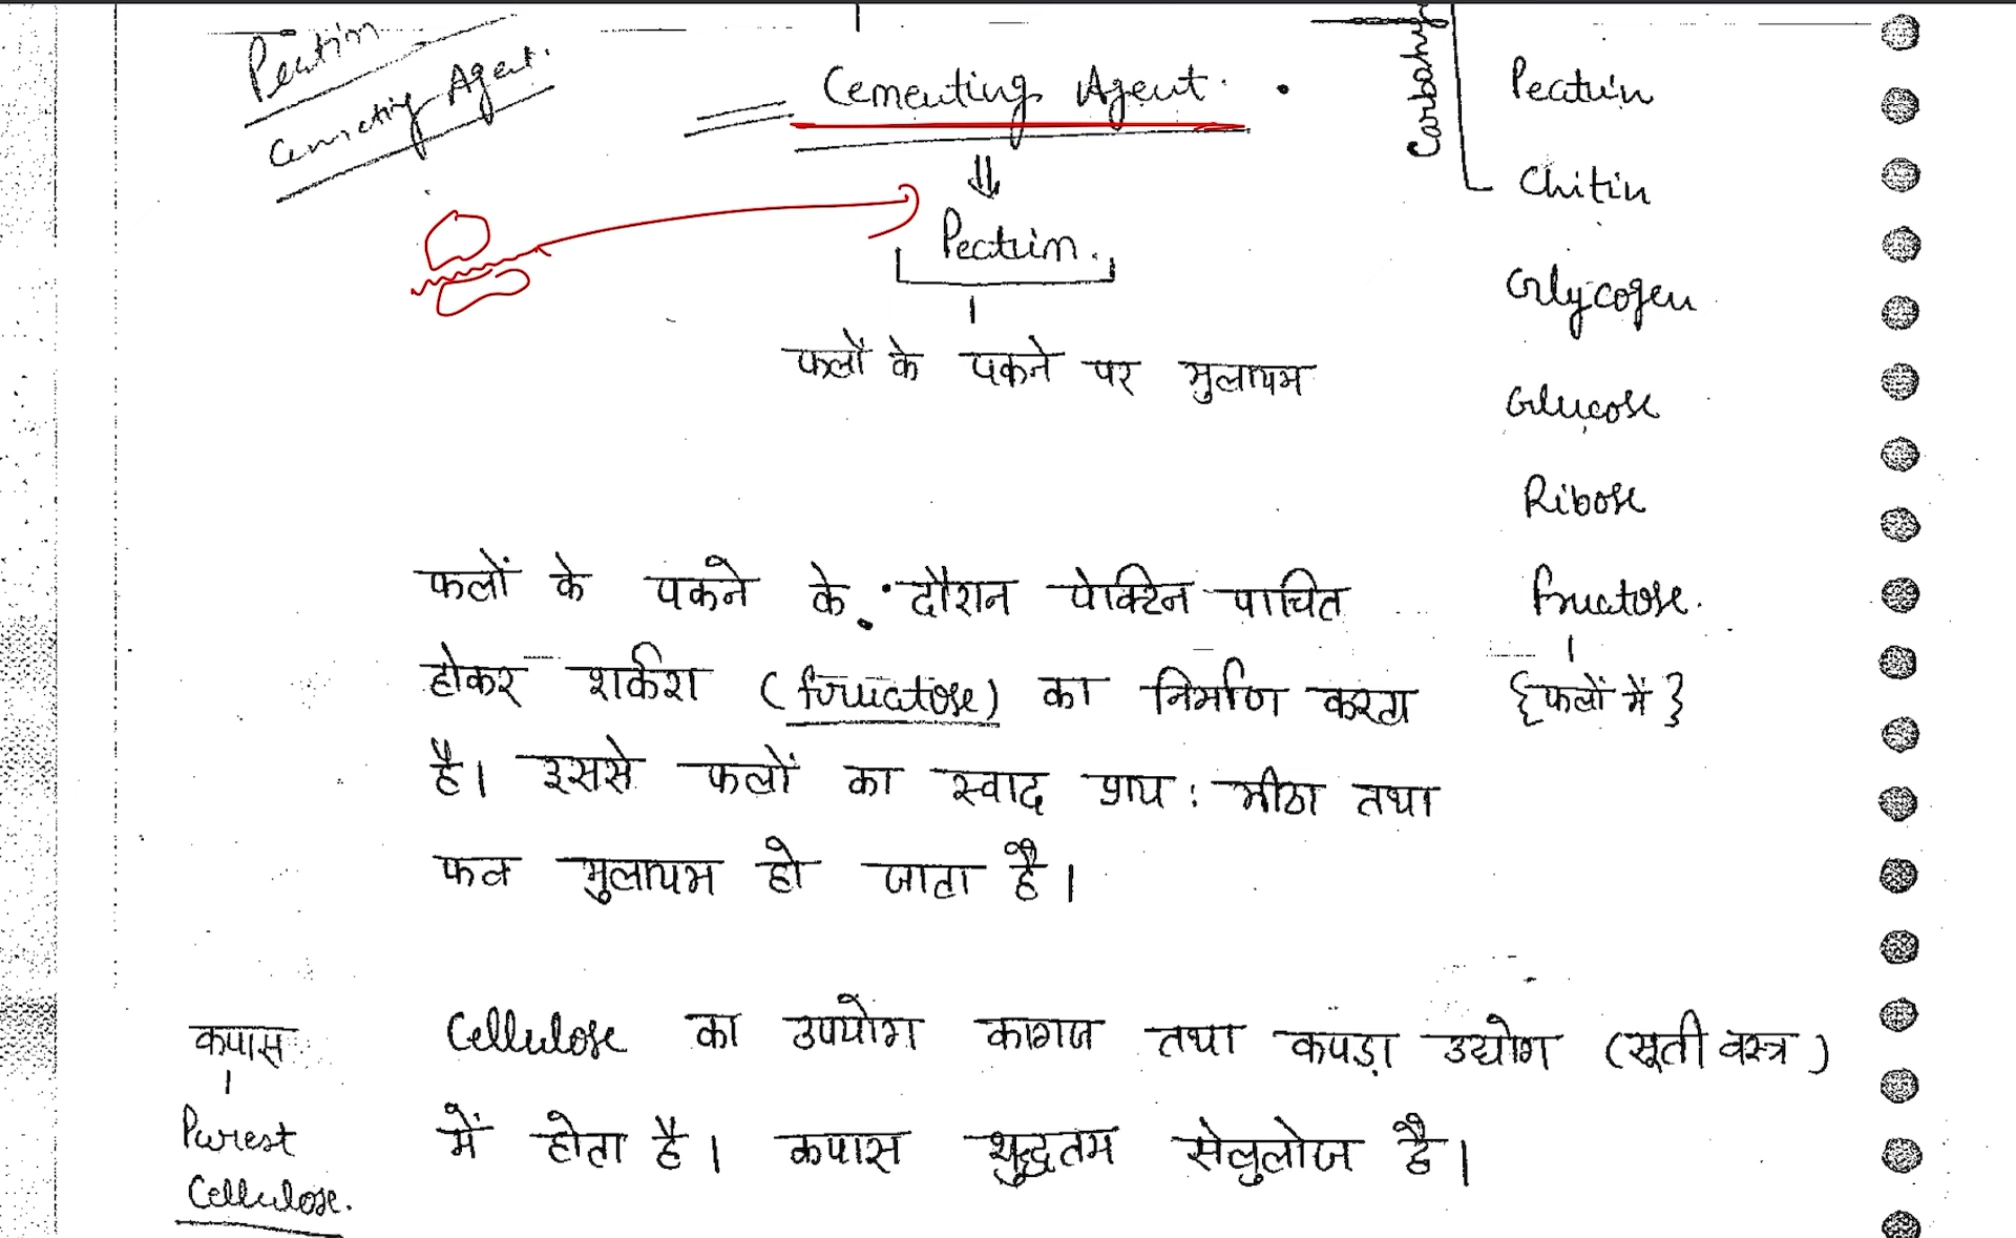 Pectin
Cementing Agent.
Cementing Agent.
Pectin.
फलों के पकने पर मुलायम
Carbohy
Pectin
Chitin
Glycogen
Glucose
Ribose
fructose.
{फलों में}
फलों के पकने के दौरान पेक्टिन पाचित
होकर शर्करा (fructose) का निर्माण करता
है। इससे फलों का स्वाद प्राय: मीठा तथा
फल मुलायम हो जाता है।
कपास
Purest
Cellulose.
Cellulose का उपयोग कागज तथा कपड़ा उद्योग (सूती वस्त्र)
में होता है। कपास शुद्धतम सेलुलोज है।